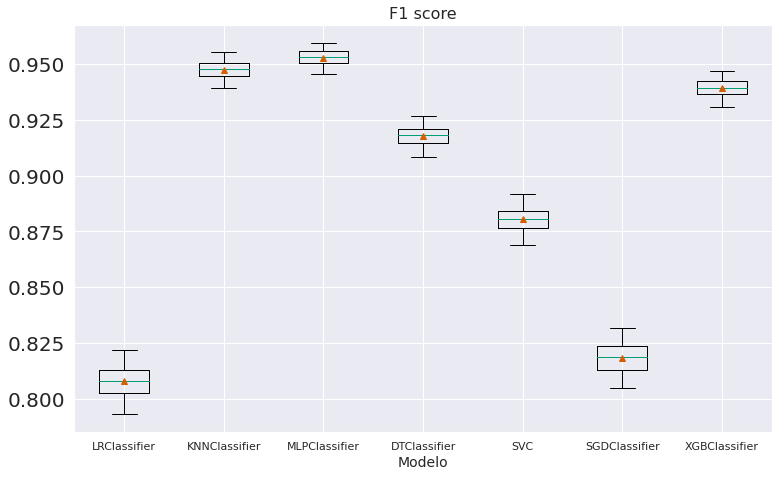 F1 score
0.950
0.925
0.900
0.875
0.850
0.825
0.800
LRClassifier KNNClassifier MLPClassifier DTClassifier SVC SGDClassifier XGBClassifier
Modelo